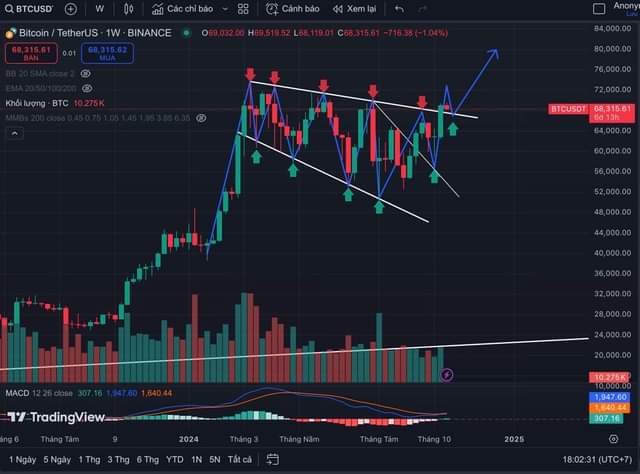 BTCUSDT
W
Các chỉ báo
Cảnh báo
Xem lại
Anony
Lưu
Bitcoin / TetherUS · 1W · BINANCE O69,032.00 H69,519.52 L68,119.01 C68,315.61 −716.38 (−1.04%)
68,315.61 BÁN
0.01
68,315.62 MUA
BB 20 SMA close 2
EMA 20/50/100/200
Khối lượng · BTC 10.275 K
MMBs 200 close 0.45 0.75 1.05 1.45 1.95 3.85 6.35
84,000.00
80,000.00
76,000.00
72,000.00
BTCUSDT 68,315.61
6d 13h
64,000.00
60,000.00
56,000.00
52,000.00
48,000.00
44,000.00
40,000.00
36,000.00
32,000.00
28,000.00
24,000.00
20,000.00
10.275 K
10,000.00
MACD 12 26 close 307.16 1,947.60 1,640.44
1,947.60
1,640.44
307.16
TradingView
áng 6 Tháng Tám 9 2024 Tháng 3 Tháng Năm Tháng Tám Tháng 10 2025
1 Ngày 5 Ngày 1 Thg 3 Thg 6 Thg YTD 1N 5N Tất cả 18:02:31 (UTC+7)